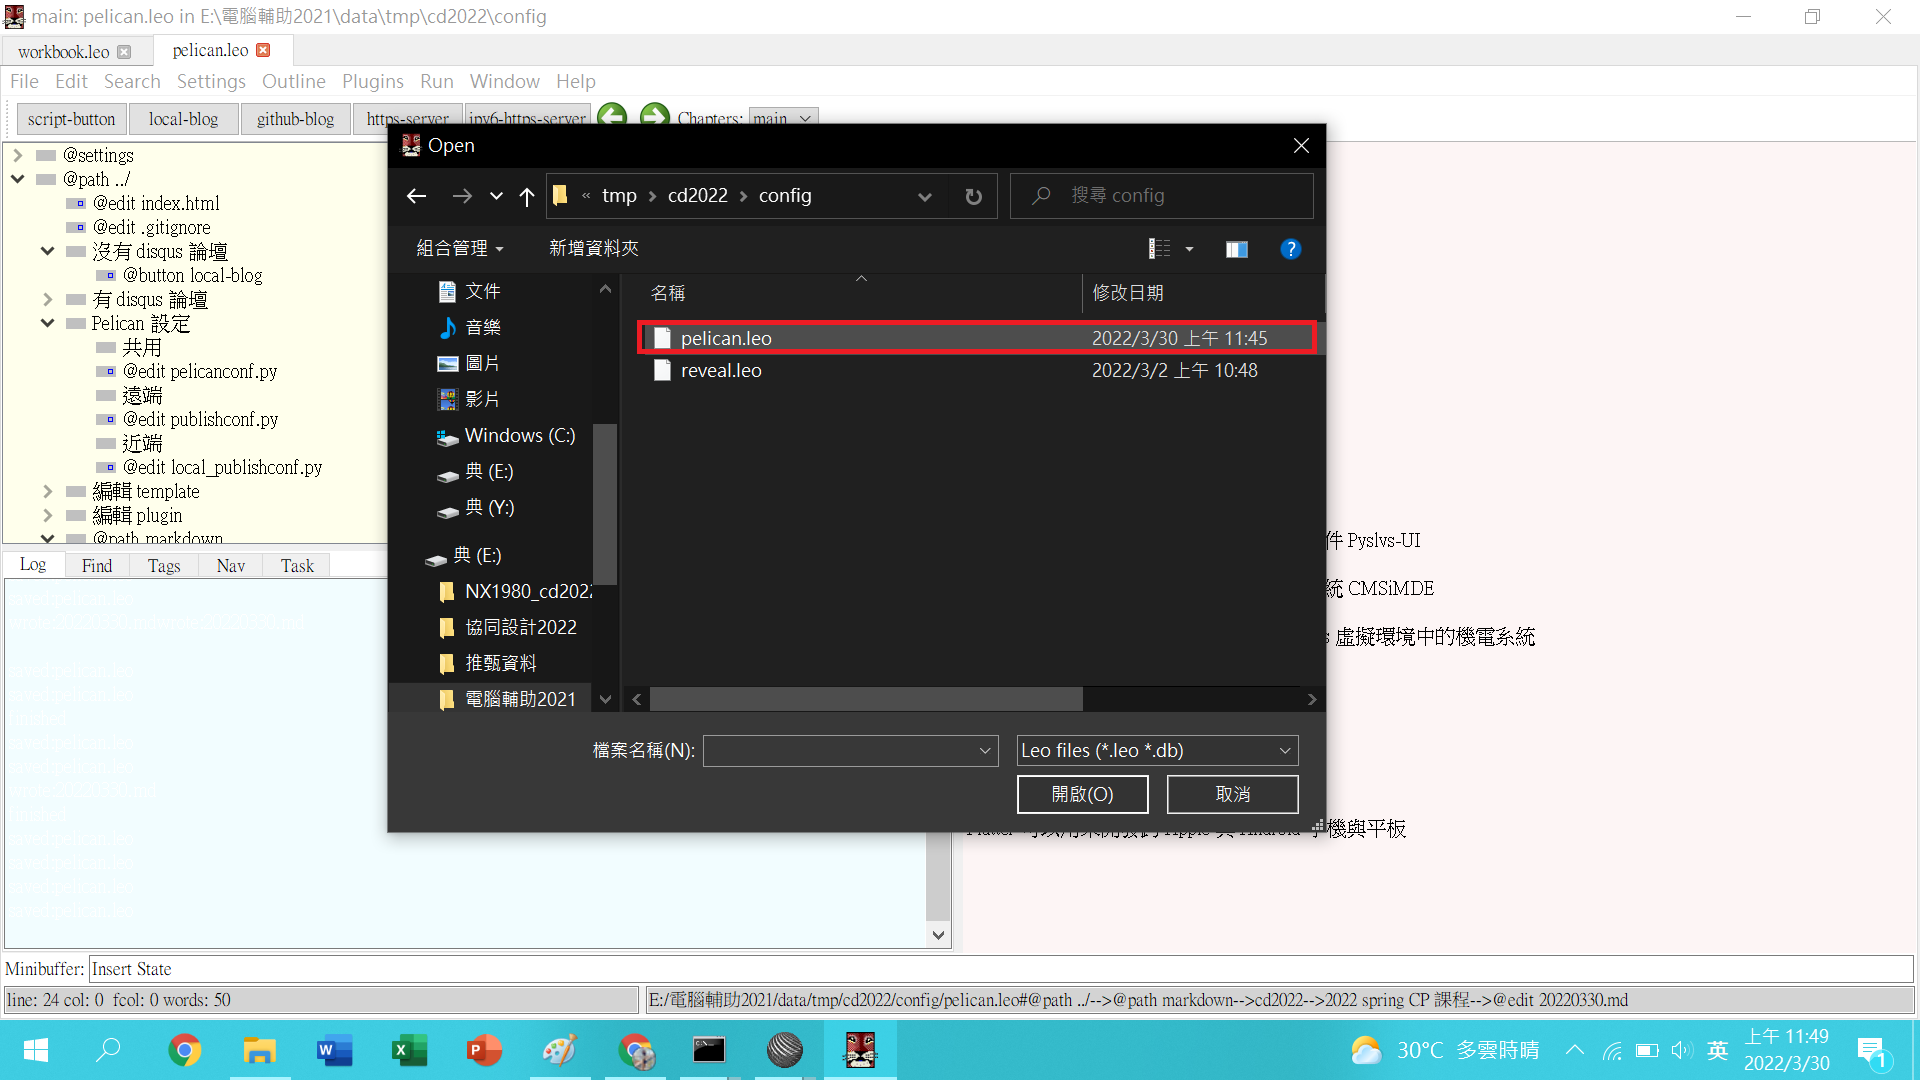 main: pelican.leo in E:\電腦輔助2021\data\tmp\cd2022\config
workbook.leo
pelican.leo
File Edit Search Settings Outline Plugins Run Window Help
script-button local-blog github-blog https-server ipv6-https-server Chapters: main
@settings
@path ../
@edit index.html
@edit .gitignore
沒有 disqus 論壇
@button local-blog
有 disqus 論壇
Pelican 設定
共用
@edit pelicanconf.py
遠端
@edit publishconf.py
近端
@edit local_publishconf.py
編輯 template
編輯 plugin
@path markdown
Log Find Tags Nav Task
Open
« tmp › cd2022 › config
搜尋 config
組合管理 新增資料夾
文件
音樂
圖片
影片
Windows (C:)
典 (E:)
典 (Y:)
典 (E:)
NX1980_cd2022
協同設計2022
推甄資料
電腦輔助2021
名稱 修改日期
pelican.leo 2022/3/30 上午 11:45
reveal.leo 2022/3/2 上午 10:48
檔案名稱(N): Leo files (*.leo *.db)
開啟(O) 取消
件 Pyslvs-UI
統 CMSiMDE
s 虛擬環境中的機電系統
手機與平板
Minibuffer: Insert State
line: 24 col: 0 fcol: 0 words: 50
E:/電腦輔助2021/data/tmp/cd2022/config/pelican.leo#@path ../-->@path markdown-->cd2022-->2022 spring CP 課程-->@edit 20220330.md
30°C 多雲時晴
英
上午 11:49
2022/3/30
1